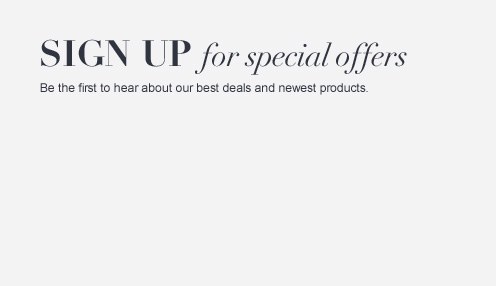 SIGN UP for special offers
Be the first to hear about our best deals and newest products.